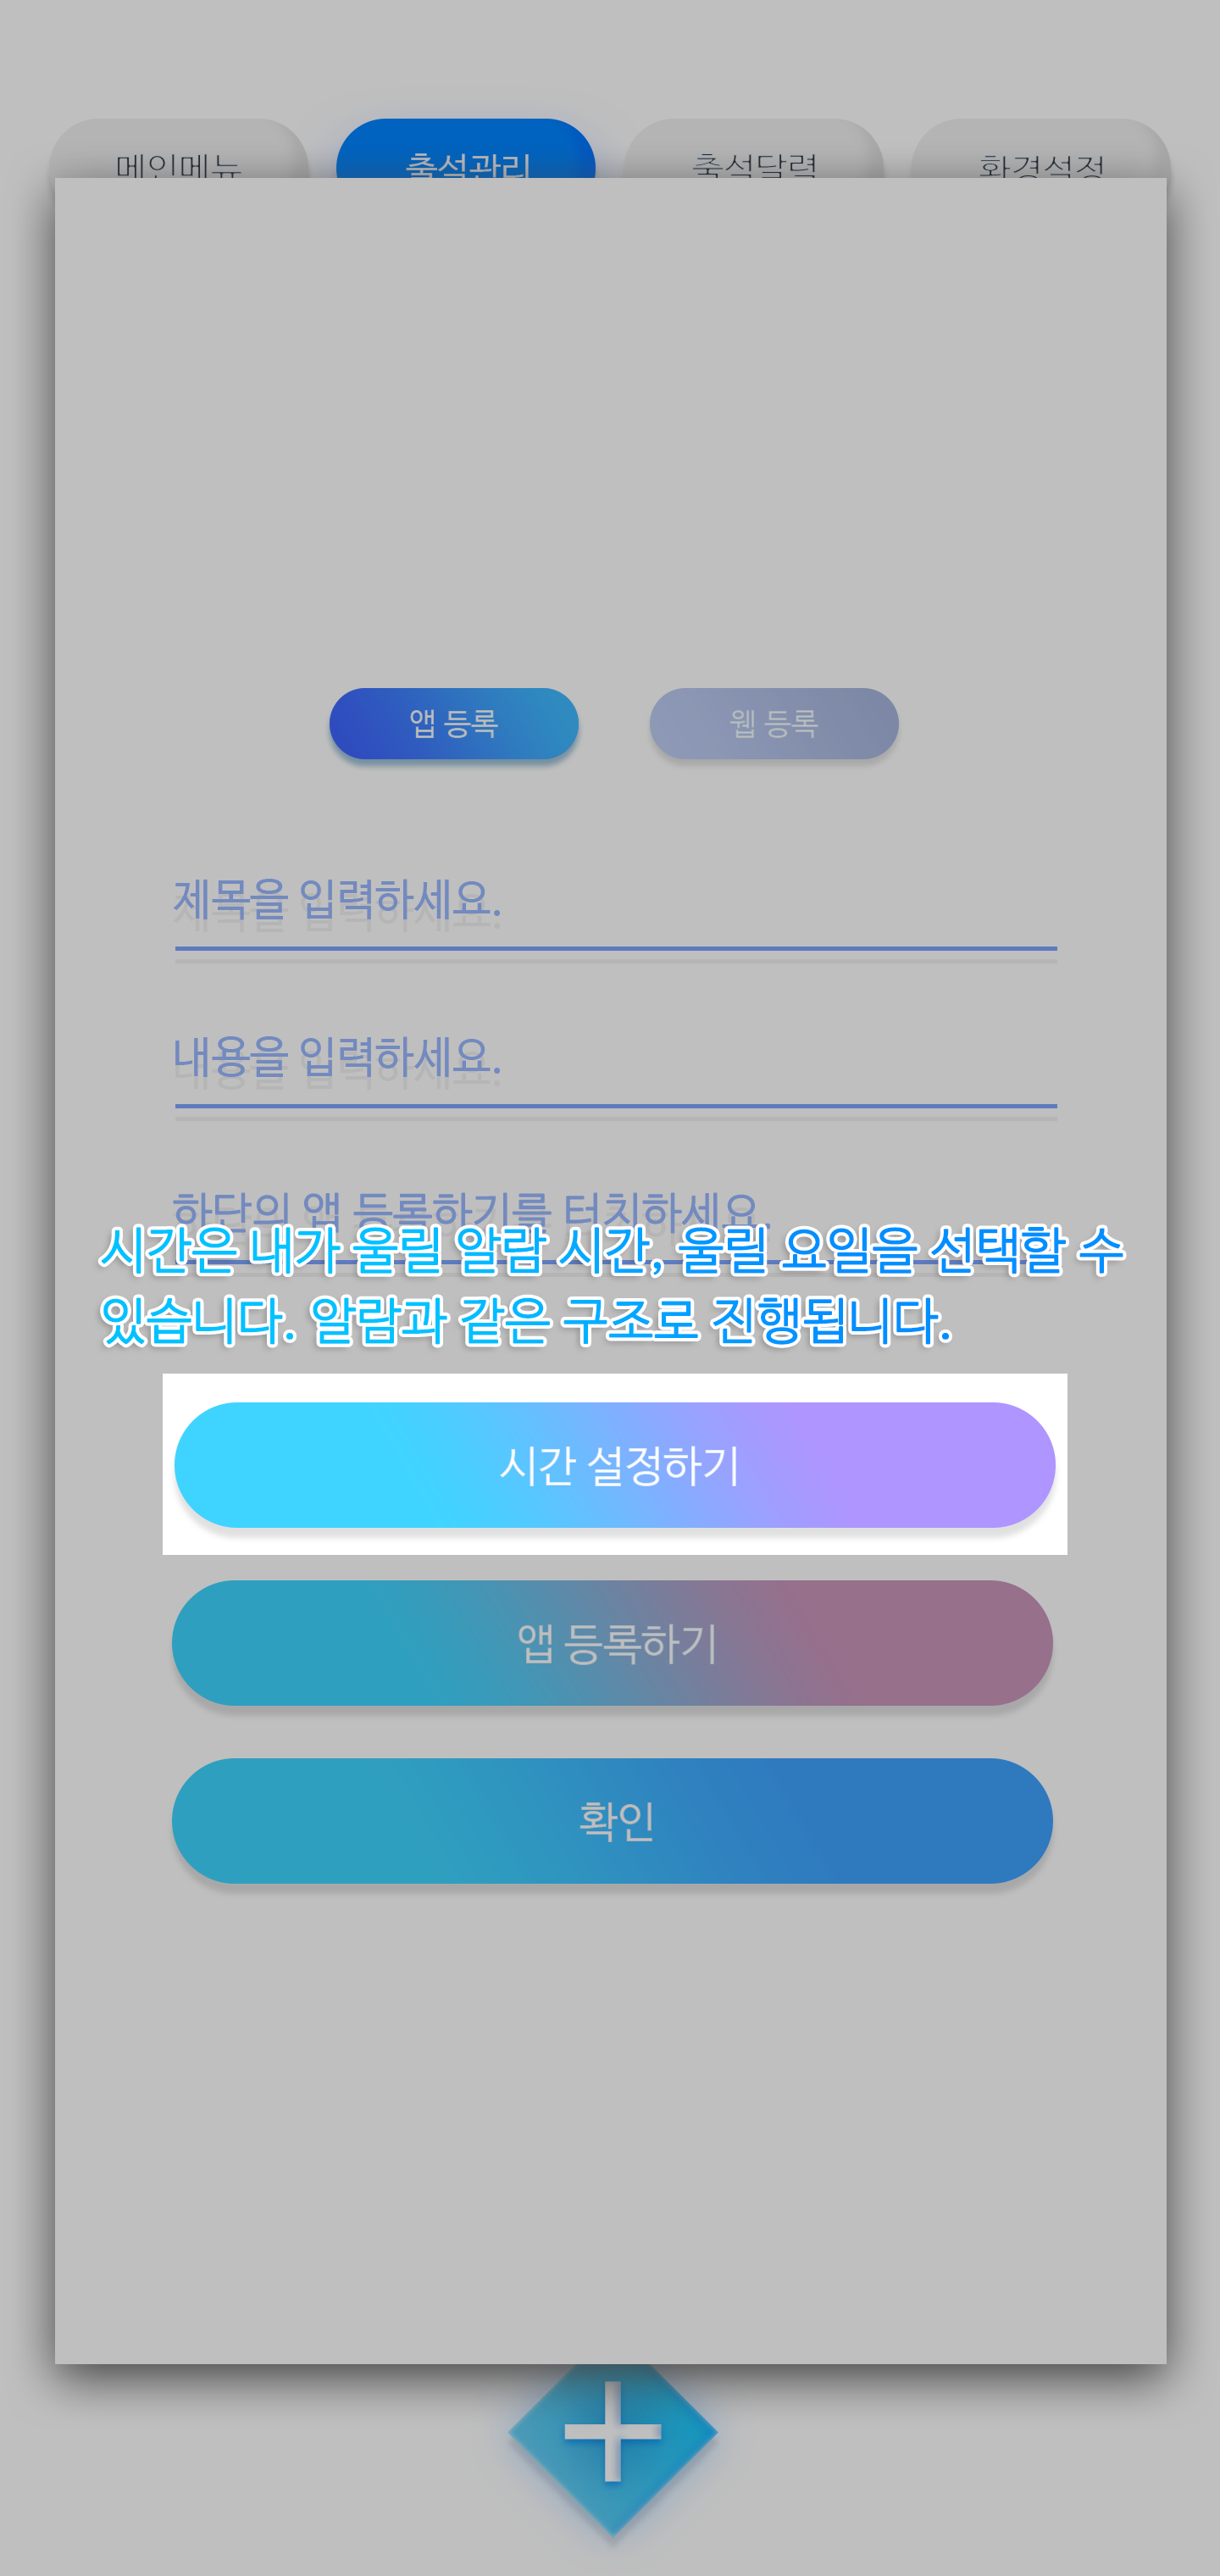 메인메뉴 출석관리 출석달력 환경설정
앱 등록 웹 등록
제목을 입력하세요.
내용을 입력하세요.
하단의 앱 등록하기를 터치하세요.
시간은 내가 울릴 알람 시간, 울릴 요일을 선택할 수
있습니다. 알람과 같은 구조로 진행됩니다.
시간 설정하기
앱 등록하기
확인